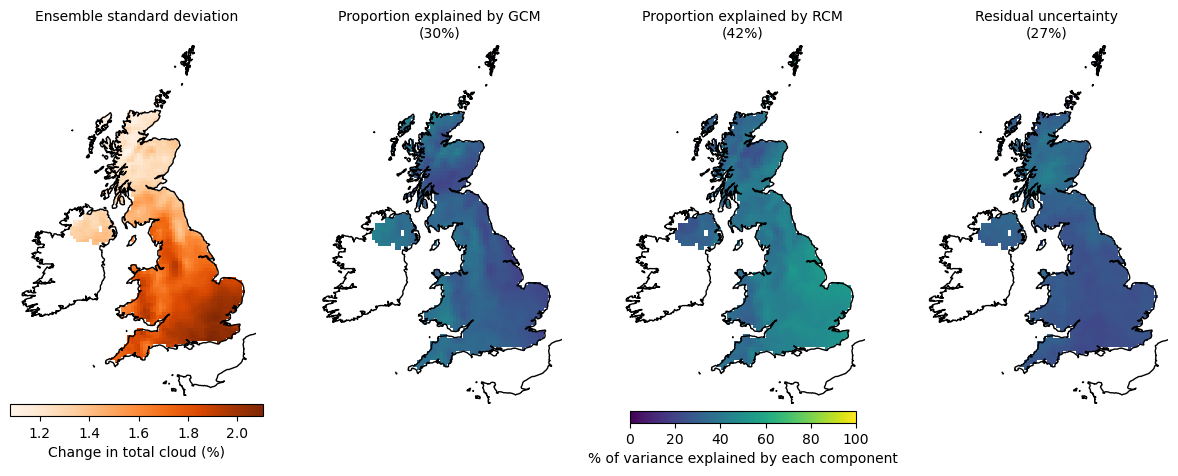 Ensemble standard deviation
Proportion explained by GCM
(30%)
Proportion explained by RCM
(42%)
Residual uncertainty
(27%)
1.2 1.4 1.6 1.8 2.0
Change in total cloud (%)
0 20 40 60 80 100
% of variance explained by each component